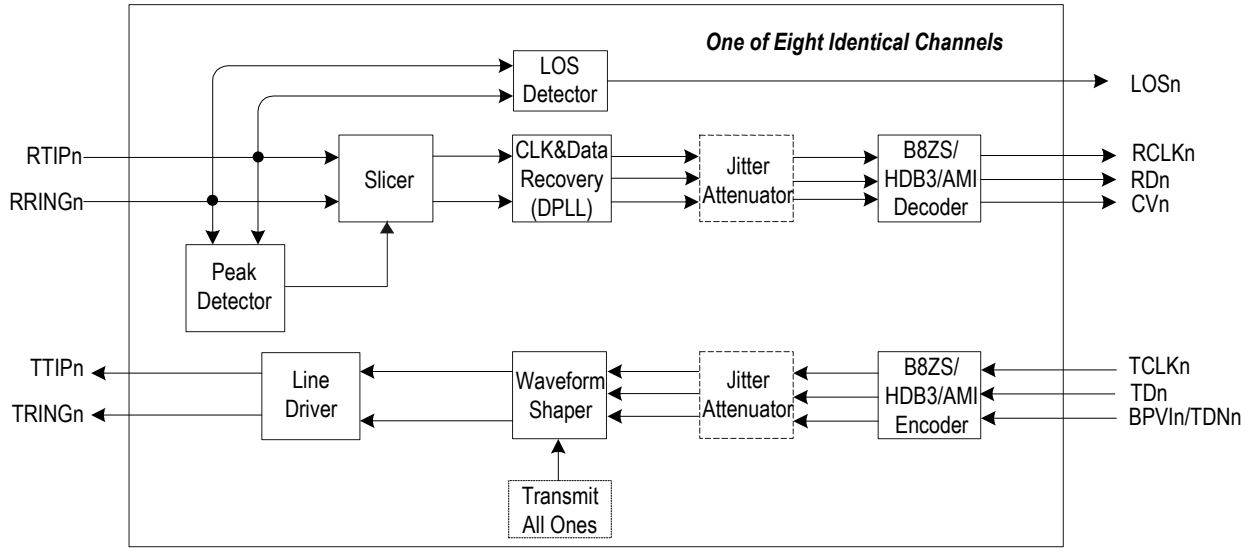 One of Eight Identical Channels
LOS
Detector
LOSn
RTIPn
RRINGn
Slicer
CLK&Data
Recovery
(DPLL)
Jitter
Attenuator
B8ZS/
HDB3/AMI
Decoder
RCLKn
RDn
CVn
Peak
Detector
TTIPn
TRINGn
Line
Driver
Waveform
Shaper
Jitter
Attenuator
B8ZS/
HDB3/AMI
Encoder
TCLKn
TDn
BPVIn/TDNn
Transmit
All Ones